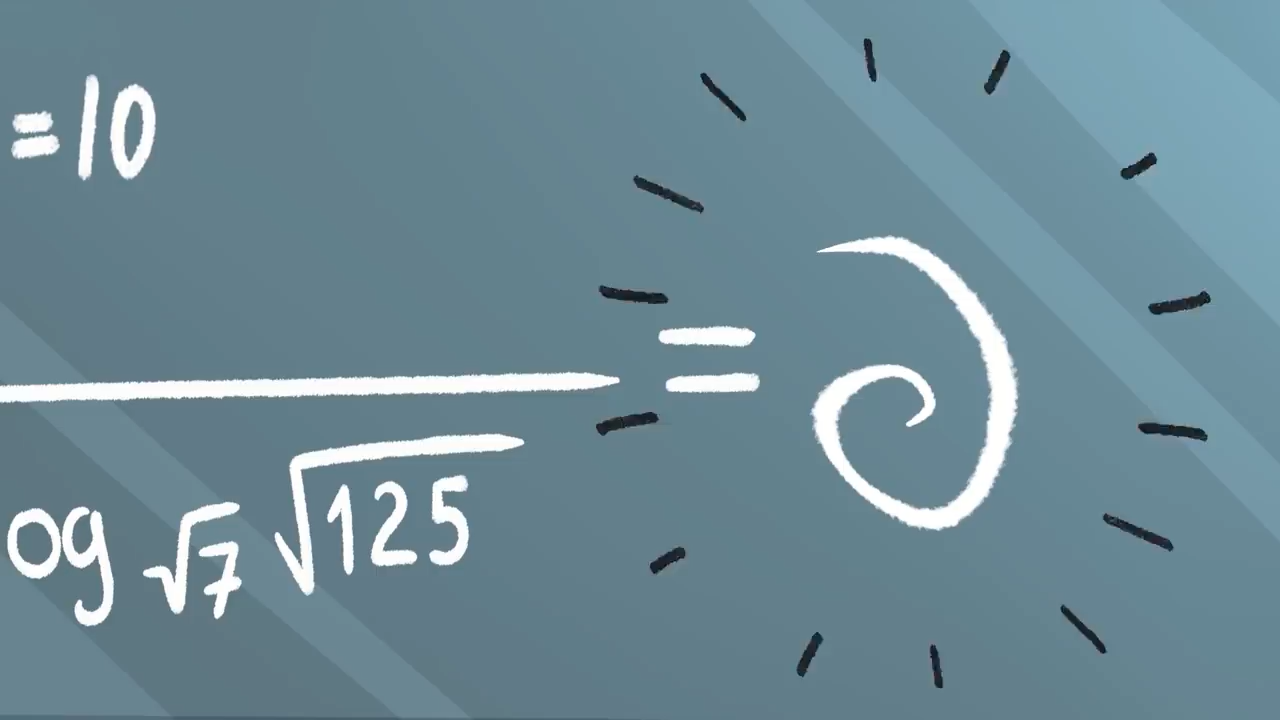 =10
=
og √7 √125